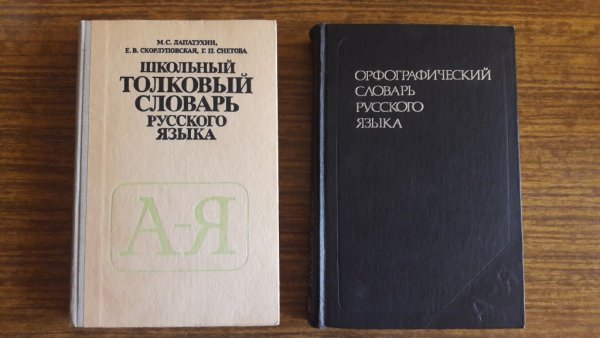 М.С. ЛАПАТУХИН,
Е.В. СКОРЛУПОВСКАЯ, Г.П. СНЕТОВА
ШКОЛЬНЫЙ
ТОЛКОВЫЙ
СЛОВАРЬ
РУССКОГО
ЯЗЫКА
А-Я
ОРФОГРАФИЧЕСКИЙ
СЛОВАРЬ
РУССКОГО
ЯЗЫКА
А-Я